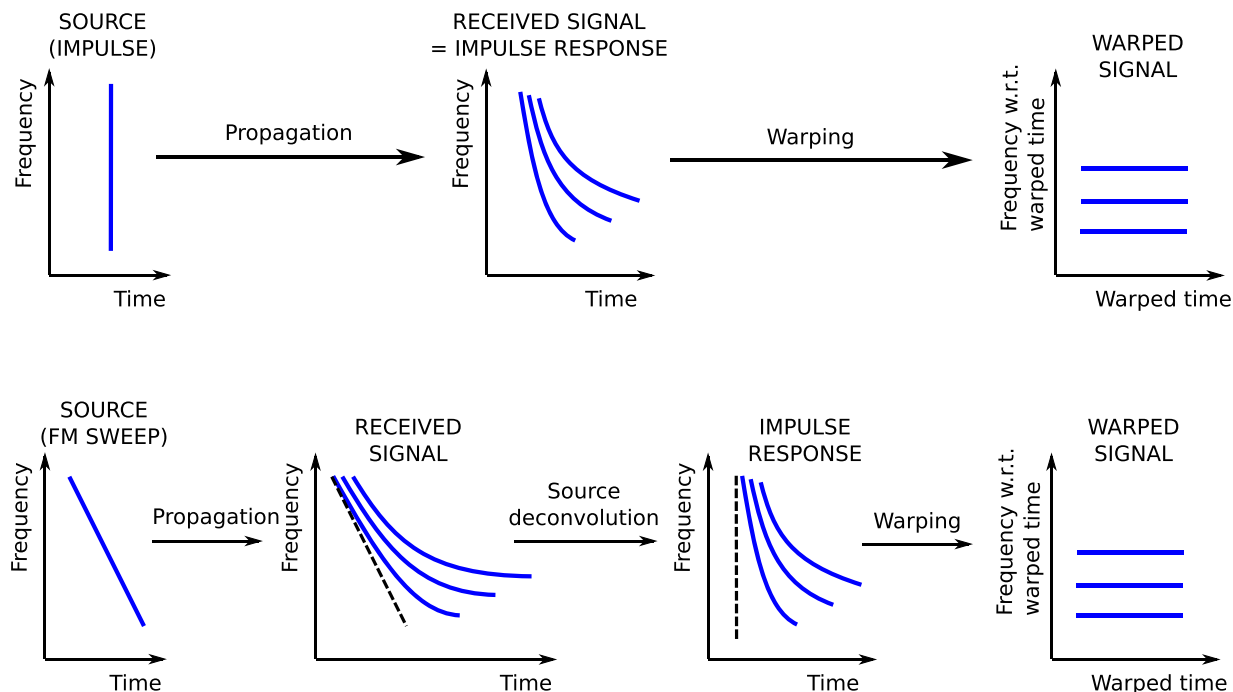 SOURCE
(IMPULSE)
Frequency
Time
Propagation
RECEIVED SIGNAL
= IMPULSE RESPONSE
Frequency
Time
Warping
WARPED
SIGNAL
Frequency w.r.t.
warped time
Warped time
SOURCE
(FM SWEEP)
Frequency
Time
Propagation
RECEIVED
SIGNAL
Frequency
Time
Source
deconvolution
IMPULSE
RESPONSE
Frequency
Time
Warping
WARPED
SIGNAL
Frequency w.r.t.
warped time
Warped time